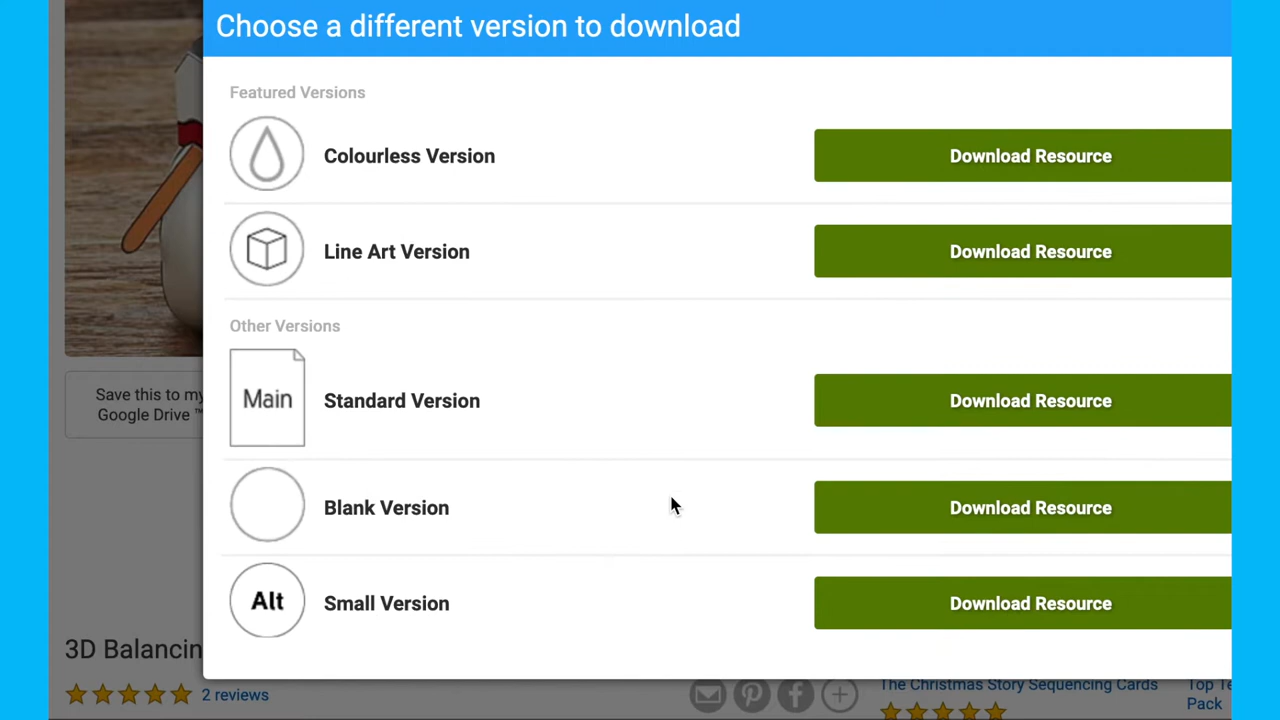 Choose a different version to download
Featured Versions
Colourless Version
Download Resource
Line Art Version
Download Resource
Other Versions
Main
Standard Version
Download Resource
Blank Version
Download Resource
Alt
Small Version
Download Resource
Save this to my
Google Drive ™
3D Balancin
2 reviews
The Christmas Story Sequencing Cards
Top Te
Pack